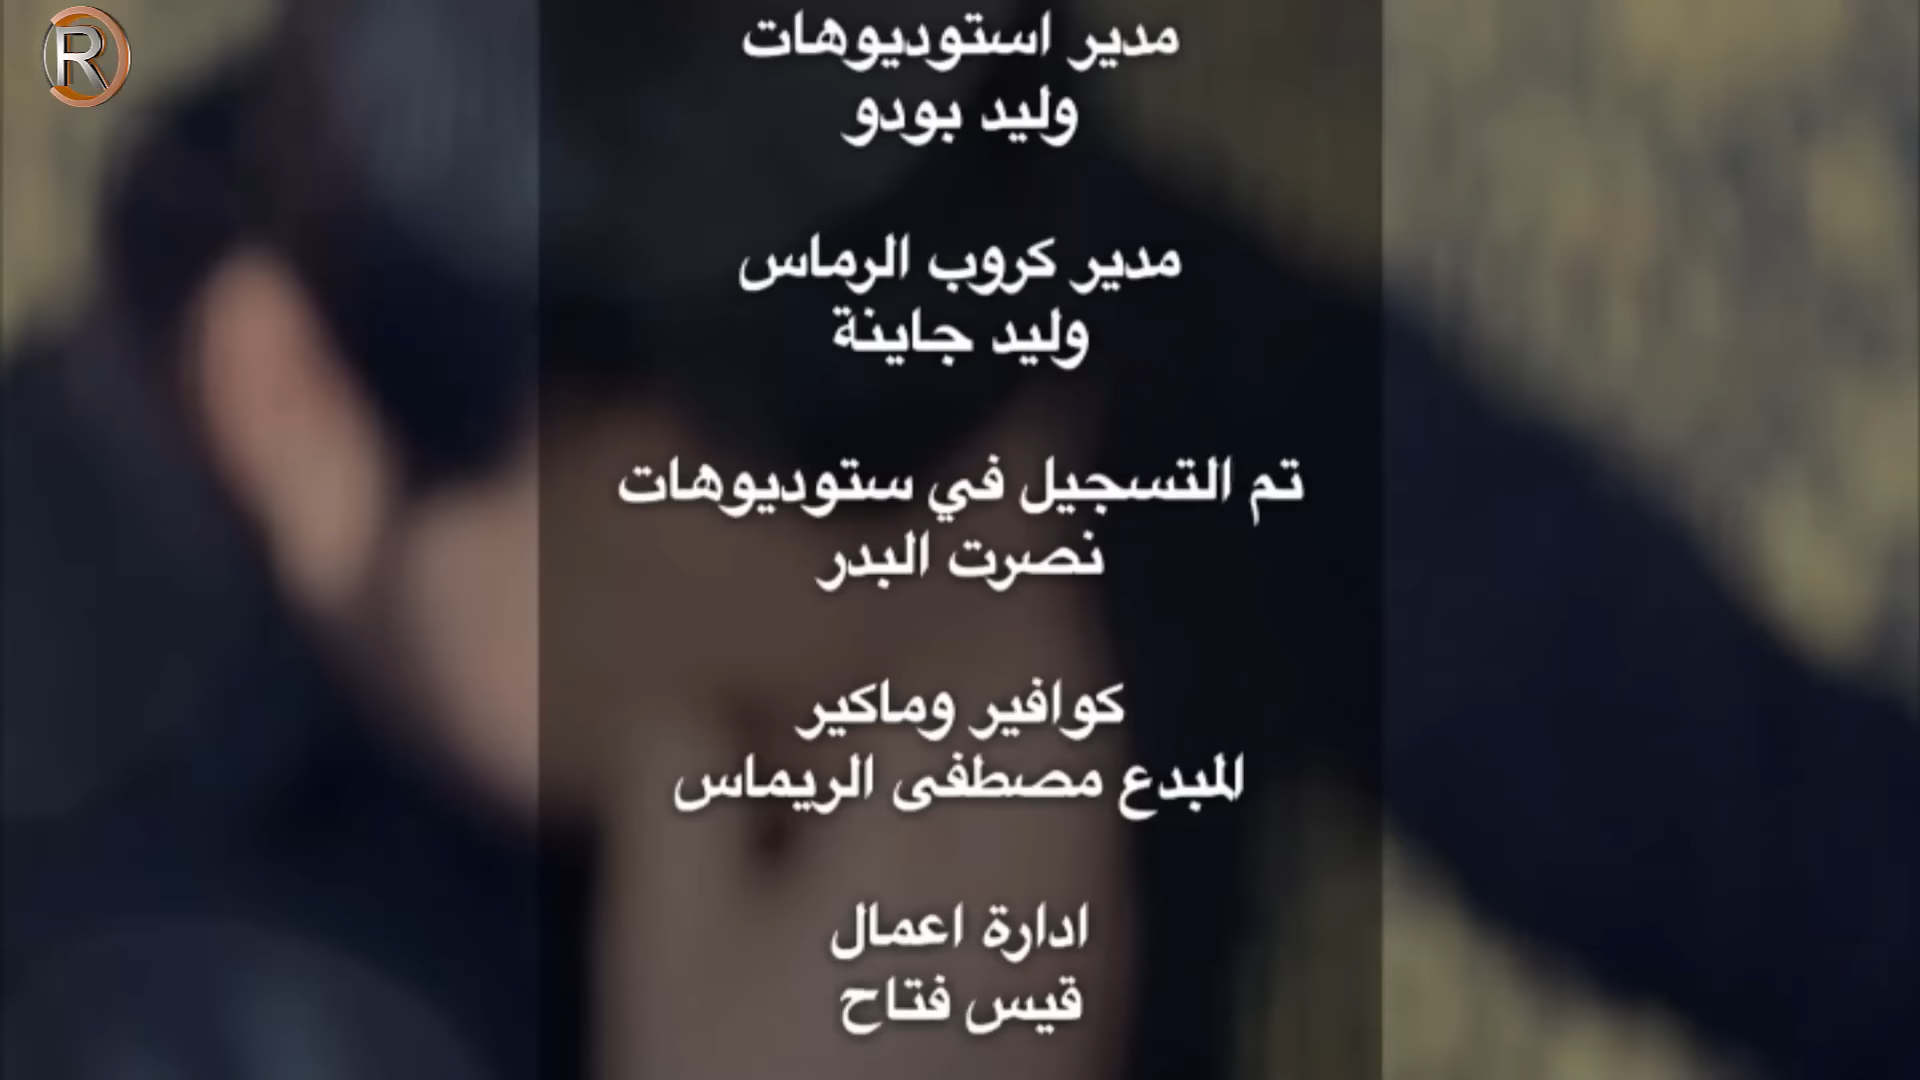 R
مدير استوديوهات
وليد بودو
مدير كروب الرماس
وليد جاينة
تم التسجيل في ستوديوهات
نصرت البدر
كوافير وماكير
المبدع مصطفى الريماس
ادارة اعمال
قيس فتاح